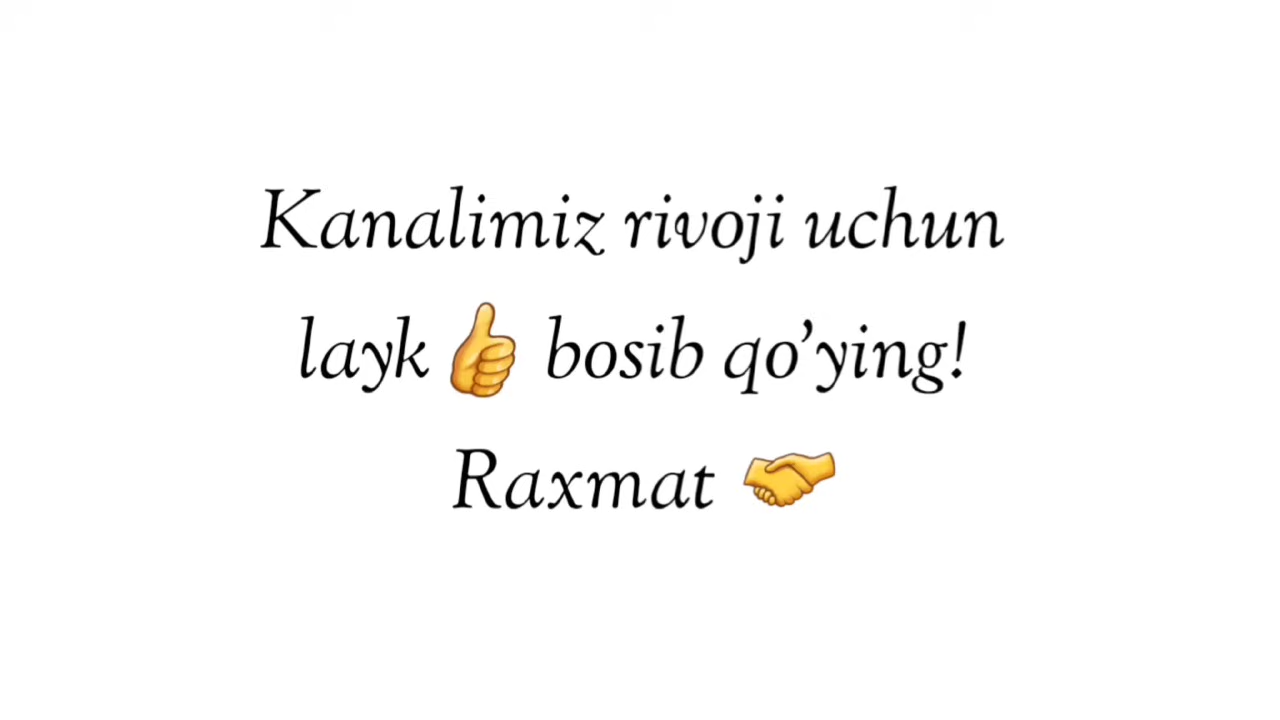 Kanalimiz rivoji uchun
layk👍 bosib qo’ying!
Raxmat 🤝